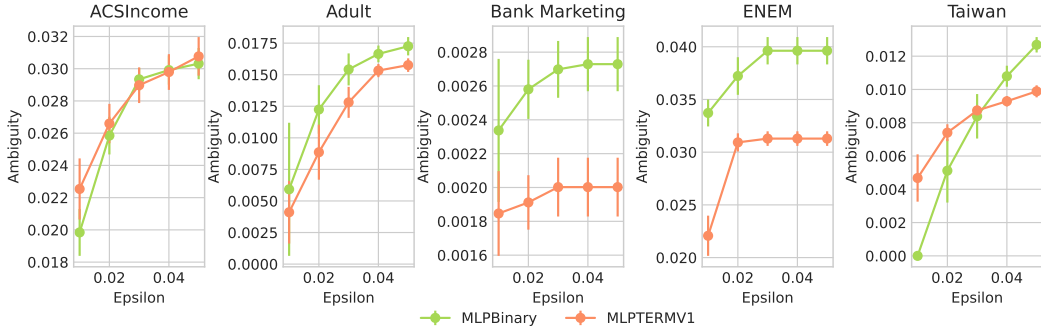 ACSIncome
Adult
Bank Marketing
ENEM
Taiwan
Ambiguity
0.032
0.030
0.028
0.026
0.024
0.022
0.020
0.018
0.02
0.04
Epsilon
Ambiguity
0.0175
0.0150
0.0125
0.0100
0.0075
0.0050
0.0025
0.0000
0.02
0.04
Epsilon
Ambiguity
0.0028
0.0026
0.0024
0.0022
0.0020
0.0018
0.0016
0.02
0.04
Epsilon
Ambiguity
0.040
0.035
0.030
0.025
0.020
0.02
0.04
Epsilon
Ambiguity
0.012
0.010
0.008
0.006
0.004
0.002
0.000
0.02
0.04
Epsilon
MLPBinary
MLPTERMV1